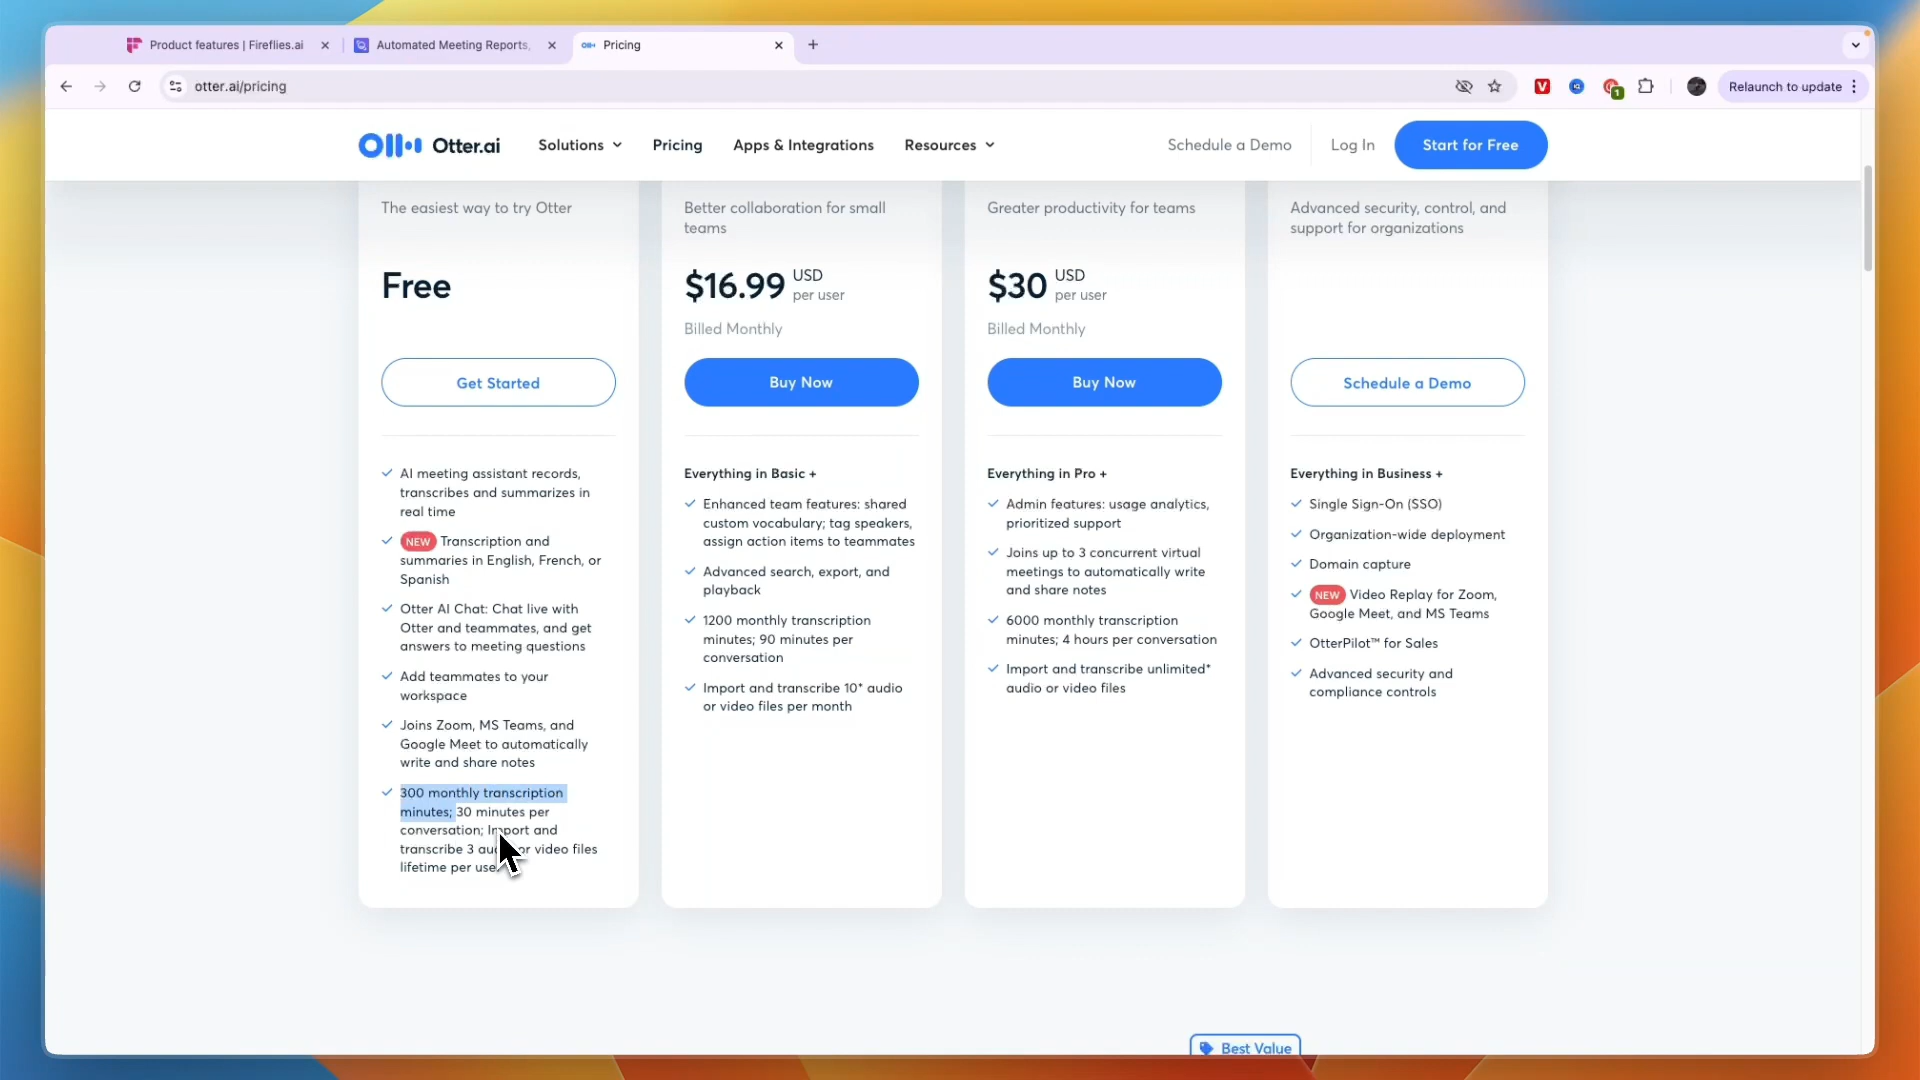 Product features | Fireflies.ai
Automated Meeting Reports,
Pricing
otter.ai/pricing
1
Relaunch to update
Otter.ai
Solutions
Pricing
Apps & Integrations
Resources
Schedule a Demo
Log In
Start for Free
The easiest way to try Otter
Free
Get Started
AI meeting assistant records,
transcribes and summarizes in
real time
NEW Transcription and
summaries in English, French, or
Spanish
Otter AI Chat: Chat live with
Otter and teammates, and get
answers to meeting questions
Add teammates to your
workspace
Joins Zoom, MS Teams, and
Google Meet to automatically
write and share notes
300 monthly transcription
minutes; 30 minutes per
conversation; Import and
transcribe 3 or video files
lifetime per
Better collaboration for small
teams
$16.99 USD
per user
Billed Monthly
Buy Now
Everything in Basic +
Enhanced team features: shared
custom vocabulary; tag speakers,
assign action items to teammates
Advanced search, export, and
playback
1200 monthly transcription
minutes; 90 minutes per
conversation
Import and transcribe 10* audio
or video files per month
Greater productivity for teams
$30 USD
per user
Billed Monthly
Buy Now
Everything in Pro +
Admin features: usage analytics,
prioritized support
Joins up to 3 concurrent virtual
meetings to automatically write
and share notes
6000 monthly transcription
minutes; 4 hours per conversation
Import and transcribe unlimited*
audio or video files
Advanced security, control, and
support for organizations
Schedule a Demo
Everything in Business +
Single Sign-On (SSO)
Organization-wide deployment
Domain capture
NEW Video Replay for Zoom,
Google Meet, and MS Teams
OtterPilot™ for Sales
Advanced security and
compliance controls
Best Value